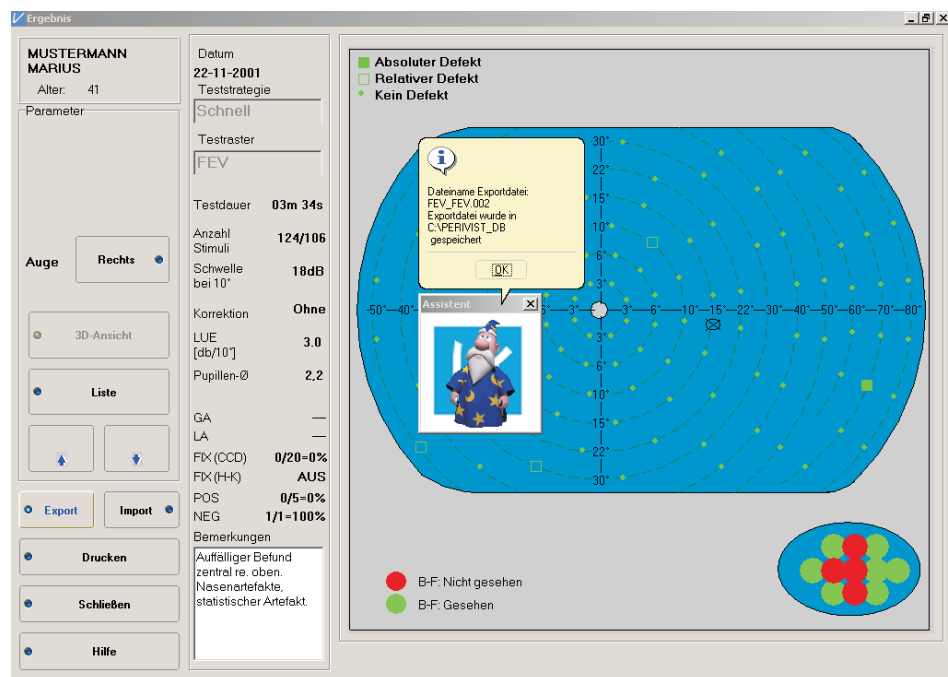 Ergebnis
MUSTERMANN
MARIUS
Alter: 41
Parameter
Auge
Rechts
3D-Ansicht
Liste
Export
Import
Drucken
Schließen
Hilfe
Datum
22-11-2001
Teststrategie
Schnell
Testraster
FEV
Testdauer 03m 34s
Anzahl
Stimuli 124/106
Schwelle
bei 10° 18dB
Korrektion Ohne
LUE
[db/10°] 3.0
Pupillen-Ø 2,2
GA —
LA —
FIX (CCD) 0/20=0%
FIX (H-K) AUS
POS 0/5=0%
NEG 1/1=100%
Bemerkungen
Auffälliger Befund
zentral re. oben.
Nasenartefakte,
statistischer Artefakt.
Absoluter Defekt
Relativer Defekt
Kein Defekt
30°
22°
15°
10°
6°
3°
-50° -40° 3° 3° 6° 10° 15° 22° 30° 40° 50° 60° 70° 80°
3°
6°
10°
15°
22°
30°
Dateiname Exportdatei:
FEV_FEV.002
Exportdatei wurde in
C:\PERIVIST_DB
gespeichert
OK
Assistent
B-F: Nicht gesehen
B-F: Gesehen